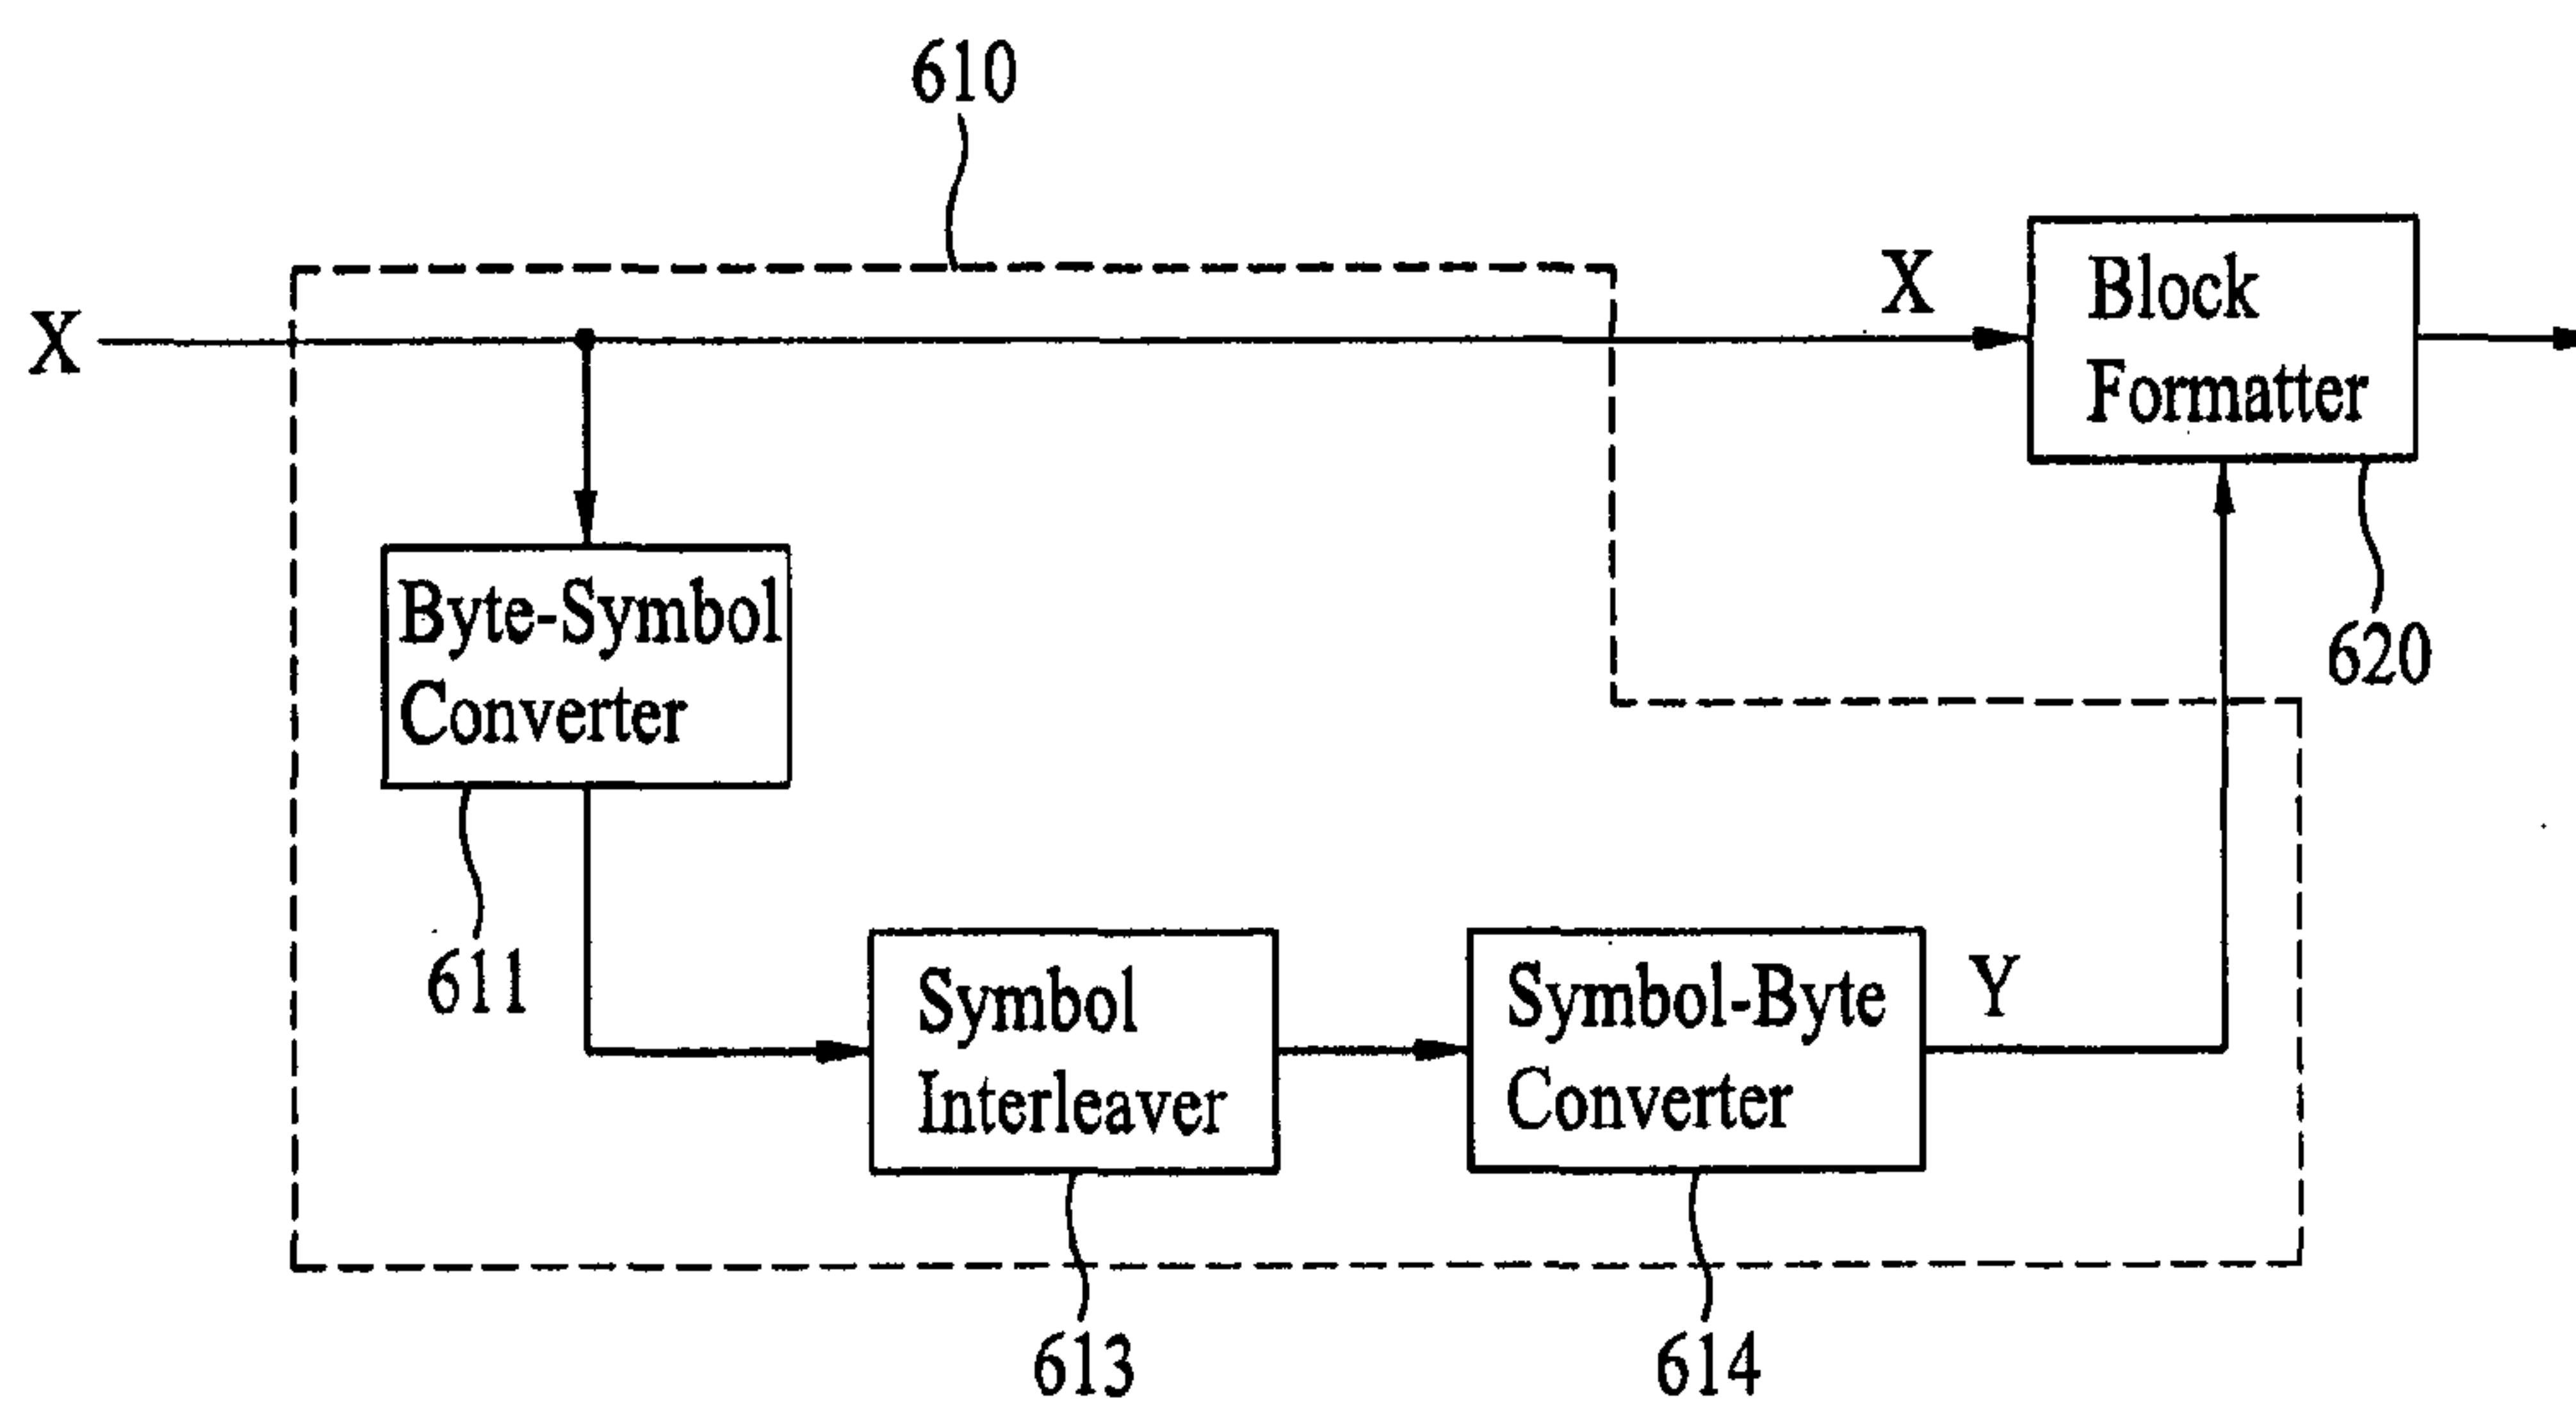 610
X
X
Block
Formatter
Byte-Symbol
Converter
620
611
Symbol
Interleaver
Symbol-Byte
Converter
Y
613
614